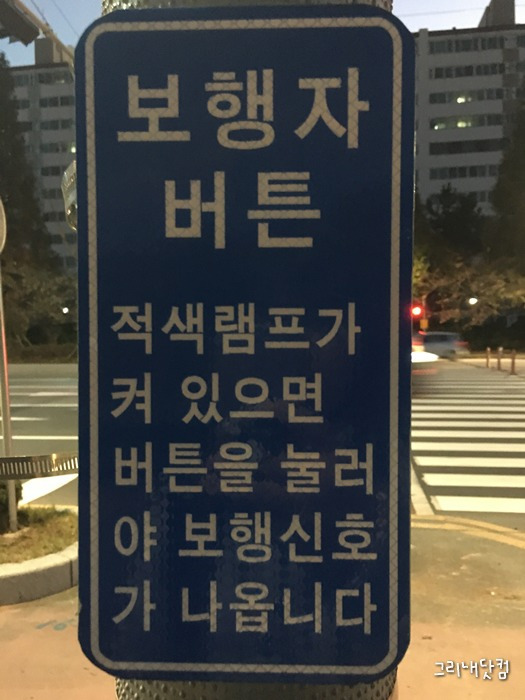 보행자
버튼
적색램프가
켜 있으면
버튼을 눌러
야 보행신호
가 나옵니다
그리내닷컴